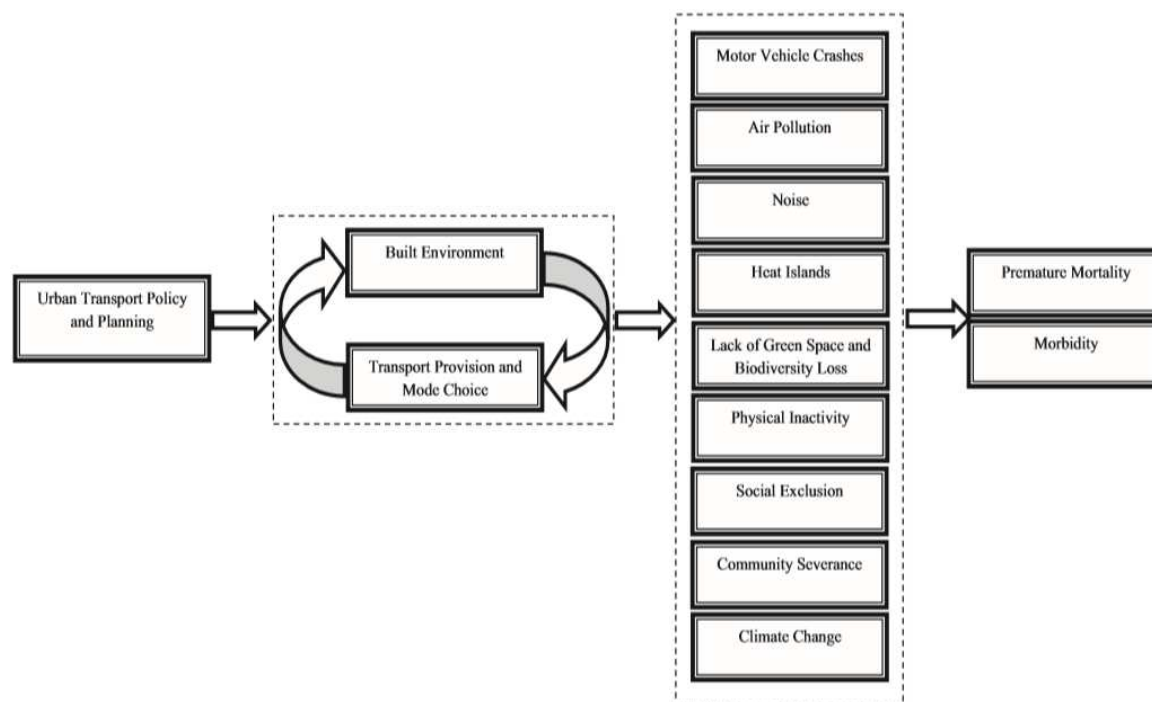 Urban Transport Policy
and Planning
Built Environment
Transport Provision and
Mode Choice
Motor Vehicle Crashes
Air Pollution
Noise
Heat Islands
Lack of Green Space and
Biodiversity Loss
Physical Inactivity
Social Exclusion
Community Severance
Climate Change
Premature Mortality
Morbidity